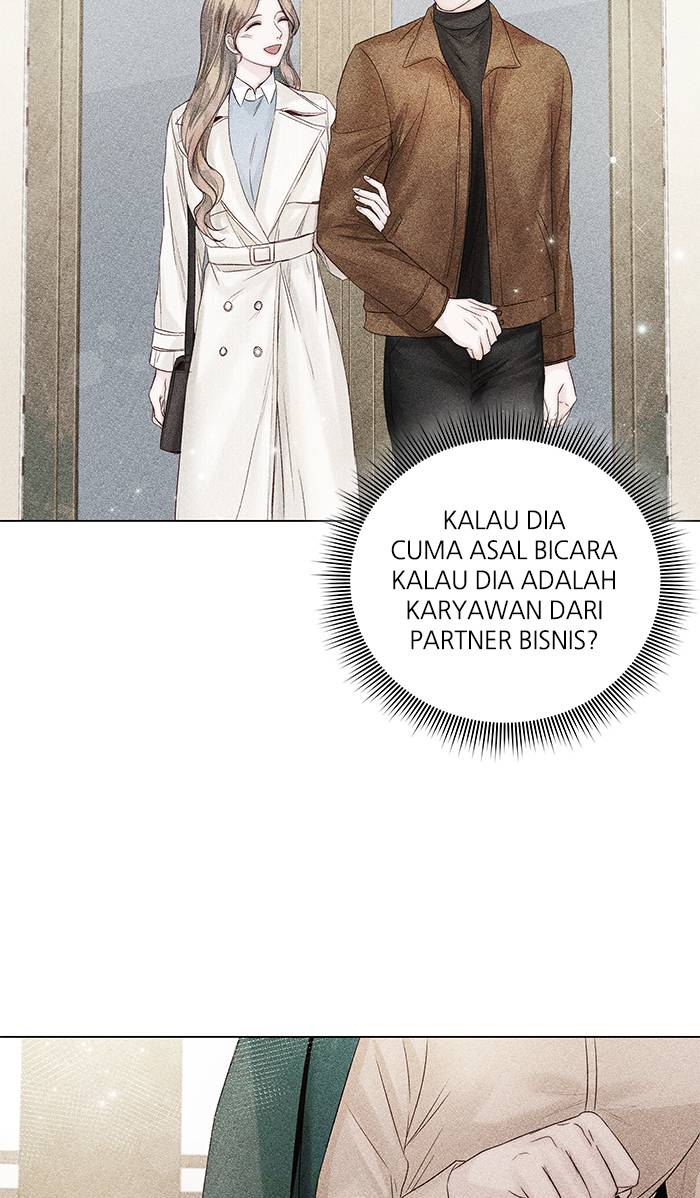 KALAU DIA
CUMA ASAL BICARA
KALAU DIA ADALAH
KARYAWAN DARI
PARTNER BISNIS?